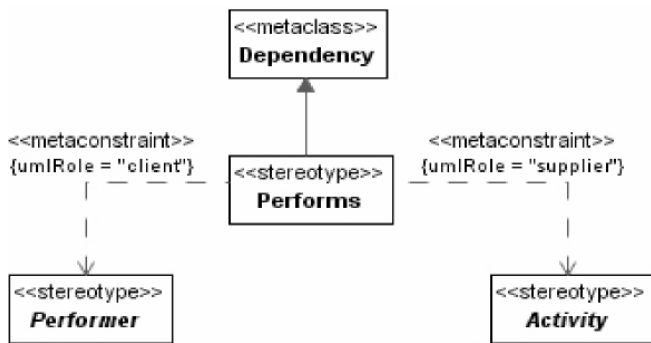 <<metaclass>>
Dependency
<<metaconstraint>>
{umlRole = "client"}
<<metaconstraint>>
{umlRole = "supplier"}
<<stereotype>>
Performs
<<stereotype>>
Performer
<<stereotype>>
Activity